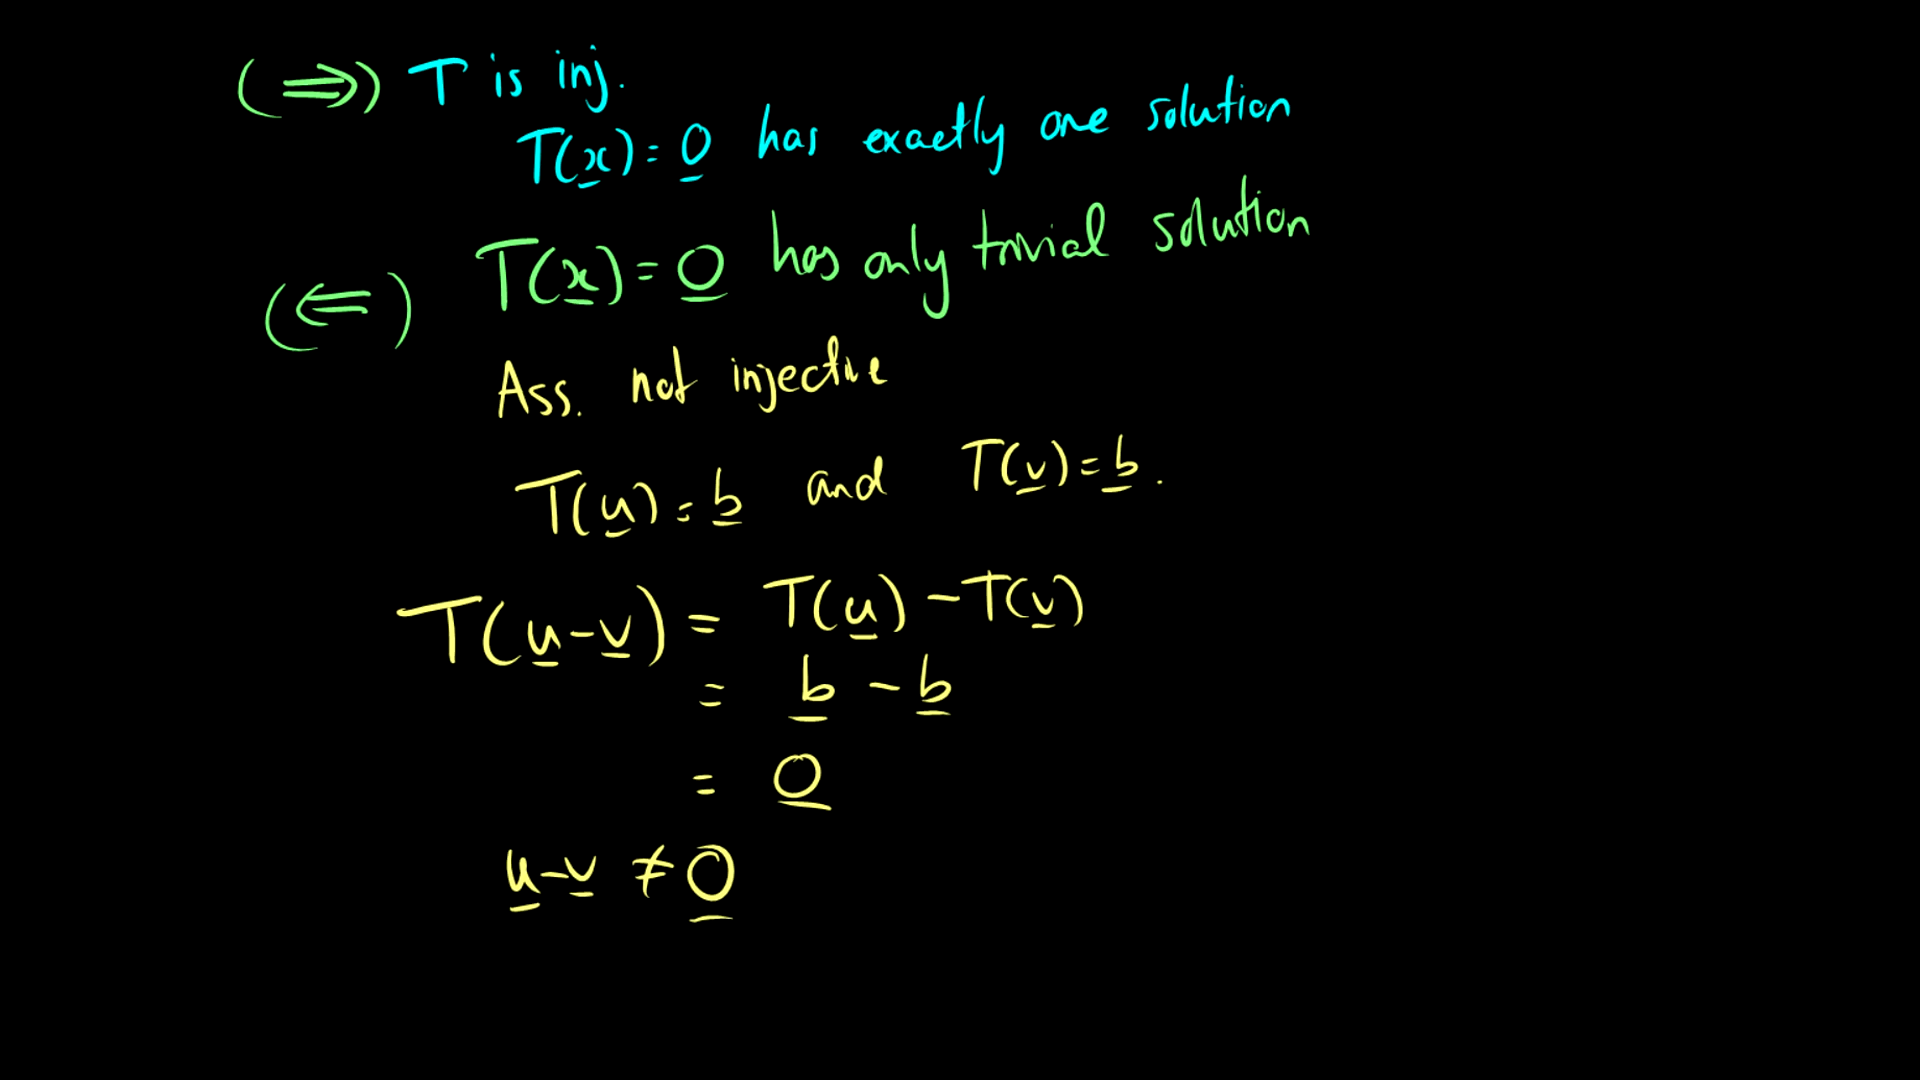 (⇒) T is inj.
T(x) = 0 has exactly one solution
(⇐) T(x) = 0 has only trivial solution
Ass. not injective
T(u) = b and T(v) = b.
T(u-v) = T(u) - T(v)
= b - b
= 0
u-v ≠ 0